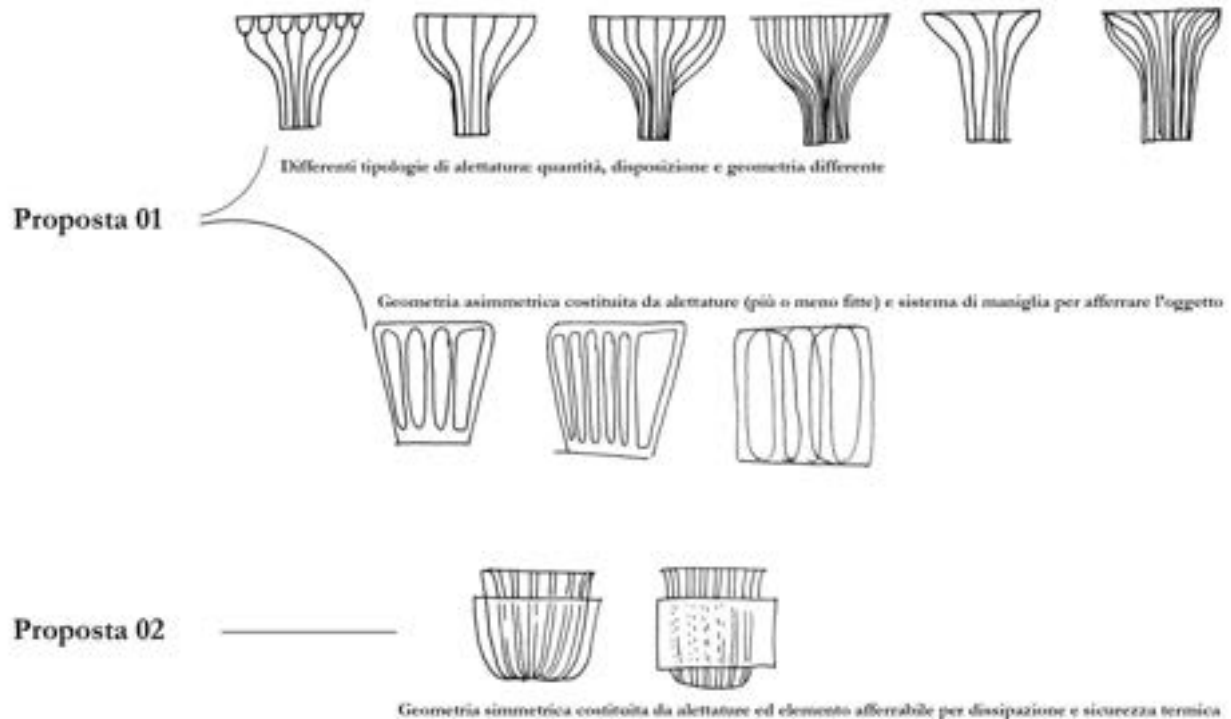 Differenti tipologie di alettatura: quantità, disposizione e geometria differente
Proposta 01
Geometria asimmetrica costituita da alettature (più o meno fitte) e sistema di maniglia per afferrare l'oggetto
Proposta 02
Geometria simmetrica costituita da alettature ed elemento afferrabile per dissipazione e sicurezza termica